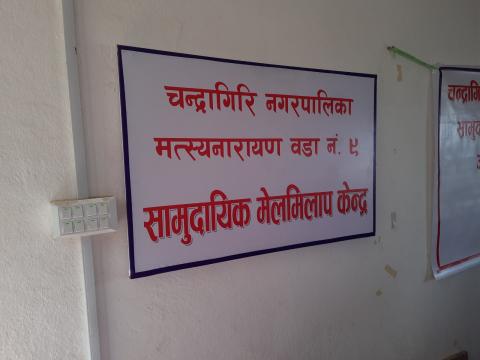 चन्द्रागिरि नगरपालिका
मत्स्यनारायण वडा नं. ९
सामुदायिक मेलमिलाप केन्द्र